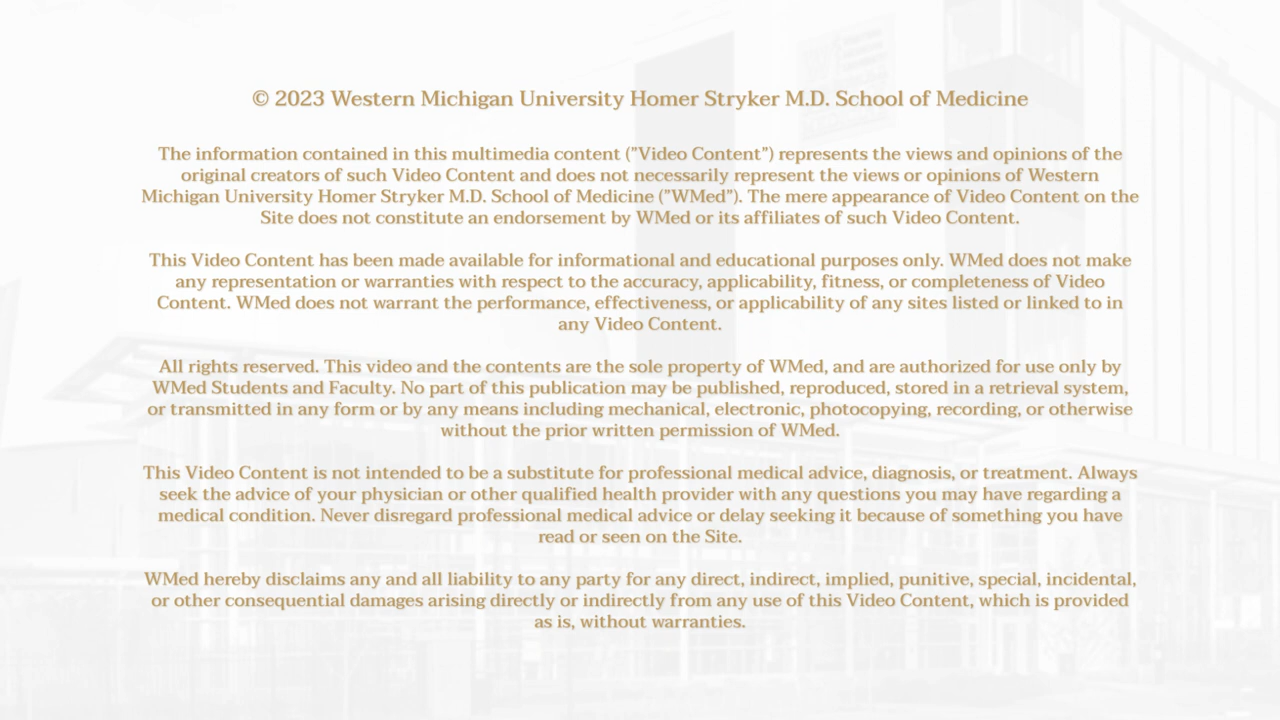 © 2023 Western Michigan University Homer Stryker M.D. School of Medicine
The information contained in this multimedia content ("Video Content") represents the views and opinions of the
original creators of such Video Content and does not necessarily represent the views or opinions of Western
Michigan University Homer Stryker M.D. School of Medicine ("WMed"). The mere appearance of Video Content on the
Site does not constitute an endorsement by WMed or its affiliates of such Video Content.
This Video Content has been made available for informational and educational purposes only. WMed does not make
any representation or warranties with respect to the accuracy, applicability, fitness, or completeness of Video
Content. WMed does not warrant the performance, effectiveness, or applicability of any sites listed or linked to in
any Video Content.
All rights reserved. This video and the contents are the sole property of WMed, and are authorized for use only by
WMed Students and Faculty. No part of this publication may be published, reproduced, stored in a retrieval system,
or transmitted in any form or by any means including mechanical, electronic, photocopying, recording, or otherwise
without the prior written permission of WMed.
This Video Content is not intended to be a substitute for professional medical advice, diagnosis, or treatment. Always
seek the advice of your physician or other qualified health provider with any questions you may have regarding a
medical condition. Never disregard professional medical advice or delay seeking it because of something you have
read or seen on the Site.
WMed hereby disclaims any and all liability to any party for any direct, indirect, implied, punitive, special, incidental,
or other consequential damages arising directly or indirectly from any use of this Video Content, which is provided
as is, without warranties.